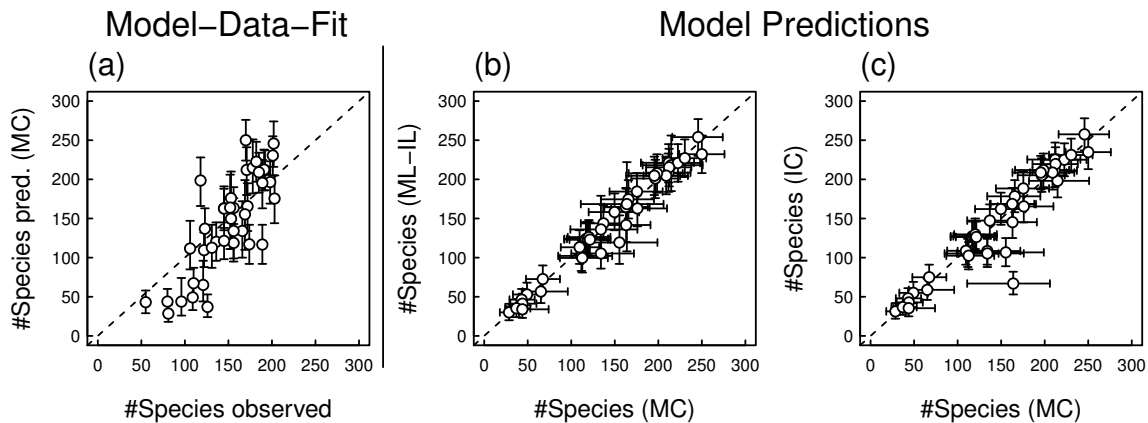 Model−Data−Fit
Model Predictions
(a)
#Species pred. (MC)
300
250
200
150
100
50
0
0 50 100 150 200 250 300
#Species observed
(b)
#Species (ML−IL)
300
250
200
150
100
50
0
0 50 100 150 200 250 300
#Species (MC)
(c)
#Species (IC)
300
250
200
150
100
50
0
0 50 100 150 200 250 300
#Species (MC)